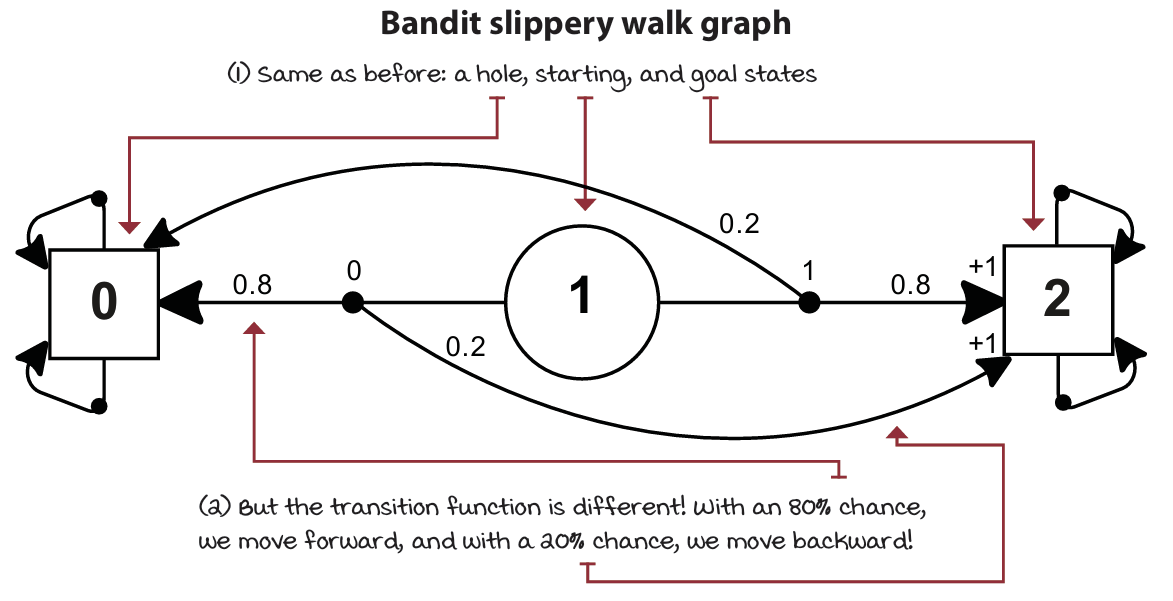 Bandit slippery walk graph
(1) Same as before: a hole, starting, and goal states
0.2
0
1
0.8
0.8
+1
0
1
2
0.2
+1
(2) But the transition function is different! With an 80% chance,
we move forward, and with a 20% chance, we move backward!